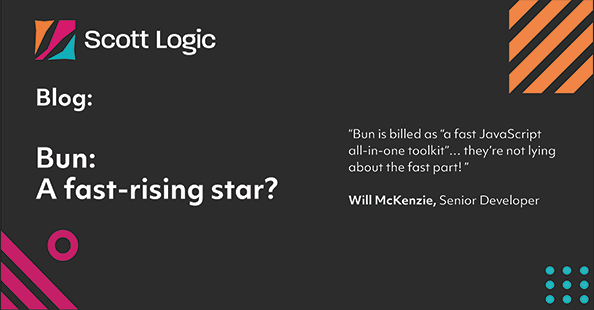 Scott Logic
Blog:
Bun:
A fast-rising star?
“Bun is billed as “a fast JavaScript
all-in-one toolkit”… they’re not lying
about the fast part! ”
Will McKenzie, Senior Developer